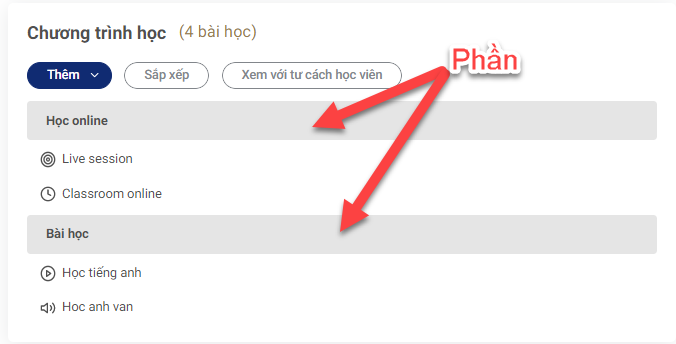 Chương trình học (4 bài học)
Phần
Thêm Sắp xếp Xem với tư cách học viên
Học online
Live session
Classroom online
Bài học
Học tiếng anh
Hoc anh van